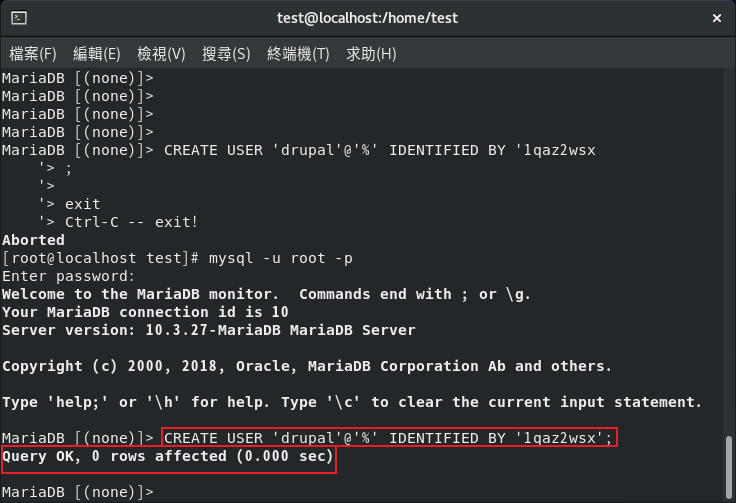 test@localhost:/home/test
檔案(F) 編輯(E) 檢視(V) 搜尋(S) 終端機(T) 求助(H)
MariaDB [(none)]>
MariaDB [(none)]>
MariaDB [(none)]>
MariaDB [(none)]>
MariaDB [(none)]> CREATE USER 'drupal'@'%' IDENTIFIED BY '1qaz2wsx
'> ;
'>
'> exit
'> Ctrl-C -- exit!
Aborted
[root@localhost test]# mysql -u root -p
Enter password:
Welcome to the MariaDB monitor.  Commands end with ; or \g.
Your MariaDB connection id is 10
Server version: 10.3.27-MariaDB MariaDB Server
Copyright (c) 2000, 2018, Oracle, MariaDB Corporation Ab and others.
Type 'help;' or '\h' for help. Type '\c' to clear the current input statement.
MariaDB [(none)]> CREATE USER 'drupal'@'%' IDENTIFIED BY '1qaz2wsx';
Query OK, 0 rows affected (0.000 sec)
MariaDB [(none)]>